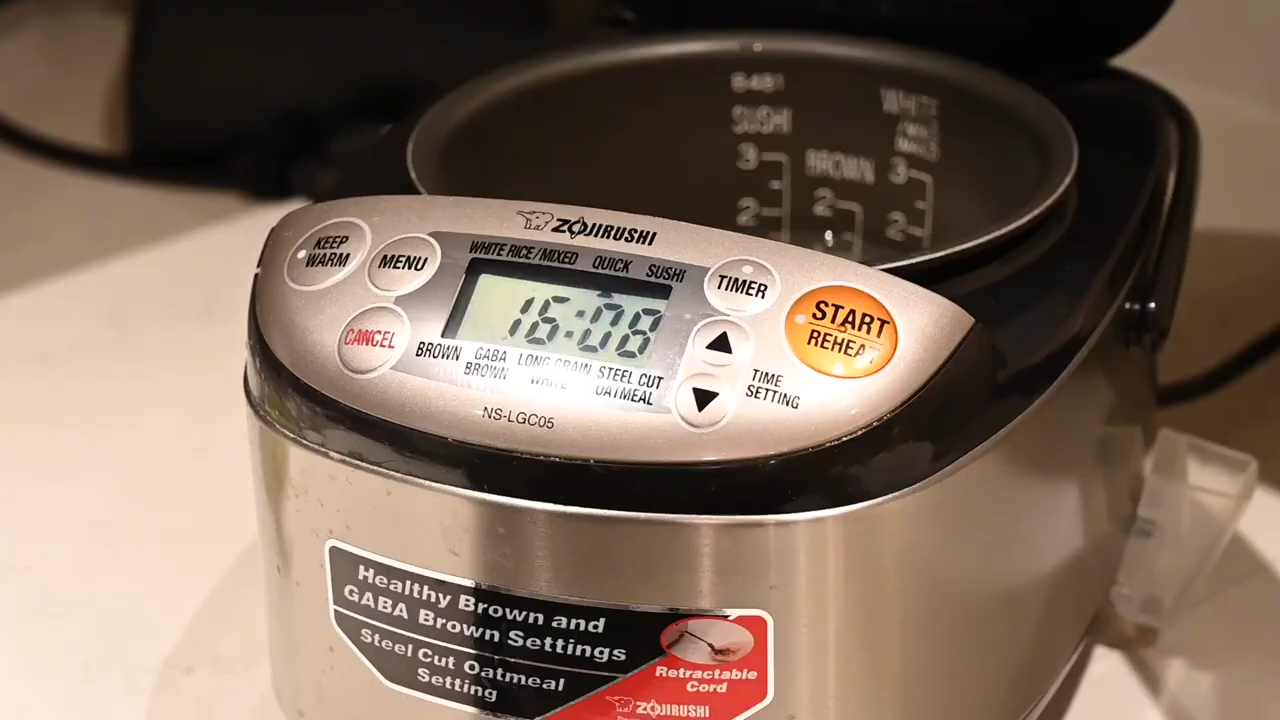 B481
SUSHI
3
2
BROWN
2
WHITE
3
2
ZOJIRUSHI
KEEP
WARM
MENU
CANCEL
WHITE RICE/MIXED QUICK SUSHI
16:08
BROWN
GABA
BROWN
LONG GRAIN
WHITE
STEEL CUT
OATMEAL
NS-LGC05
TIMER
TIME
SETTING
START
REHEAT
Healthy Brown and
GABA Brown Settings
Steel Cut Oatmeal
Setting
Retractable
Cord
ZOJIRUSHI